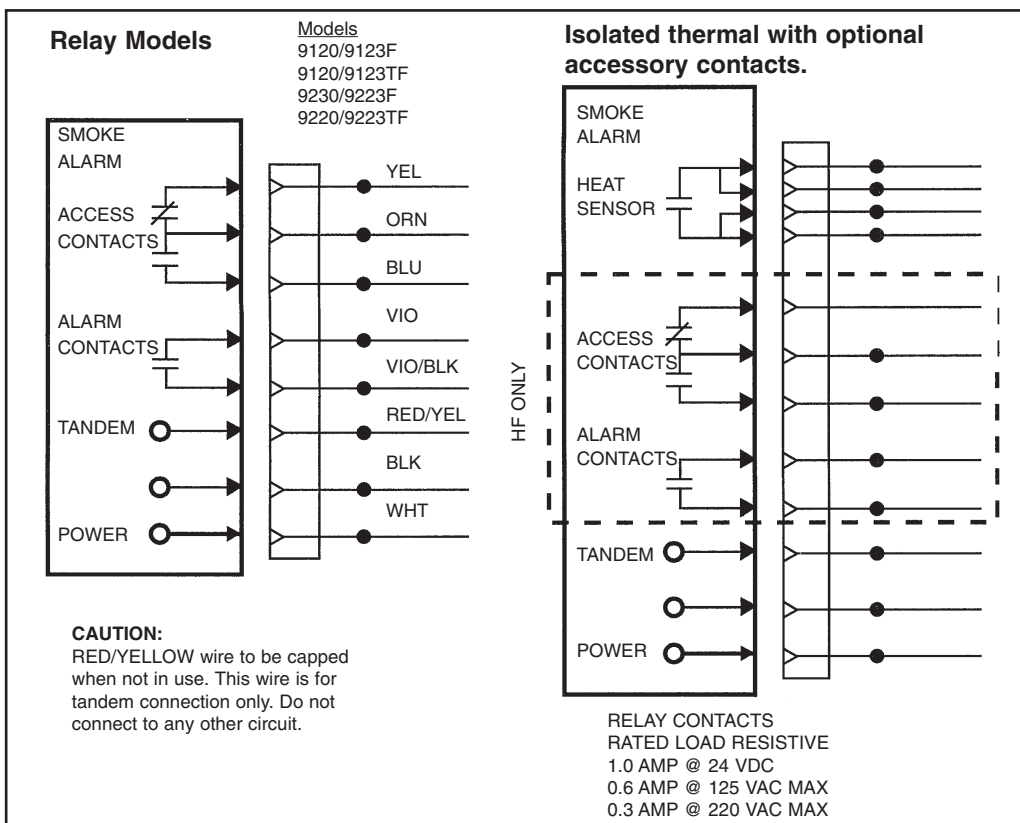 Relay Models
Models
9120/9123F
9120/9123TF
9230/9223F
9220/9223TF
SMOKE
ALARM
ACCESS
CONTACTS
ALARM
CONTACTS
TANDEM
POWER
YEL
ORN
BLU
VIO
VIO/BLK
RED/YEL
BLK
WHT
CAUTION:
RED/YELLOW wire to be capped
when not in use. This wire is for
tandem connection only. Do not
connect to any other circuit.
Isolated thermal with optional
accessory contacts.
SMOKE
ALARM
HEAT
SENSOR
HF ONLY
ACCESS
CONTACTS
ALARM
CONTACTS
TANDEM
POWER
RELAY CONTACTS
RATED LOAD RESISTIVE
1.0 AMP @ 24 VDC
0.6 AMP @ 125 VAC MAX
0.3 AMP @ 220 VAC MAX